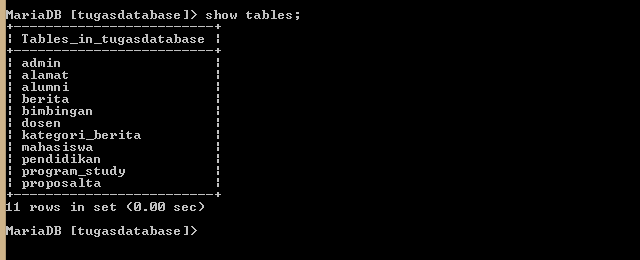 MariaDB [tugasdatabase]> show tables;
+-------------------------+
| Tables_in_tugasdatabase |
+-------------------------+
| admin                   |
| alamat                  |
| alumni                  |
| berita                  |
| bimbingan               |
| dosen                   |
| kategori_berita         |
| mahasiswa               |
| pendidikan              |
| program_study           |
| proposalta              |
+-------------------------+
11 rows in set (0.00 sec)
MariaDB [tugasdatabase]>